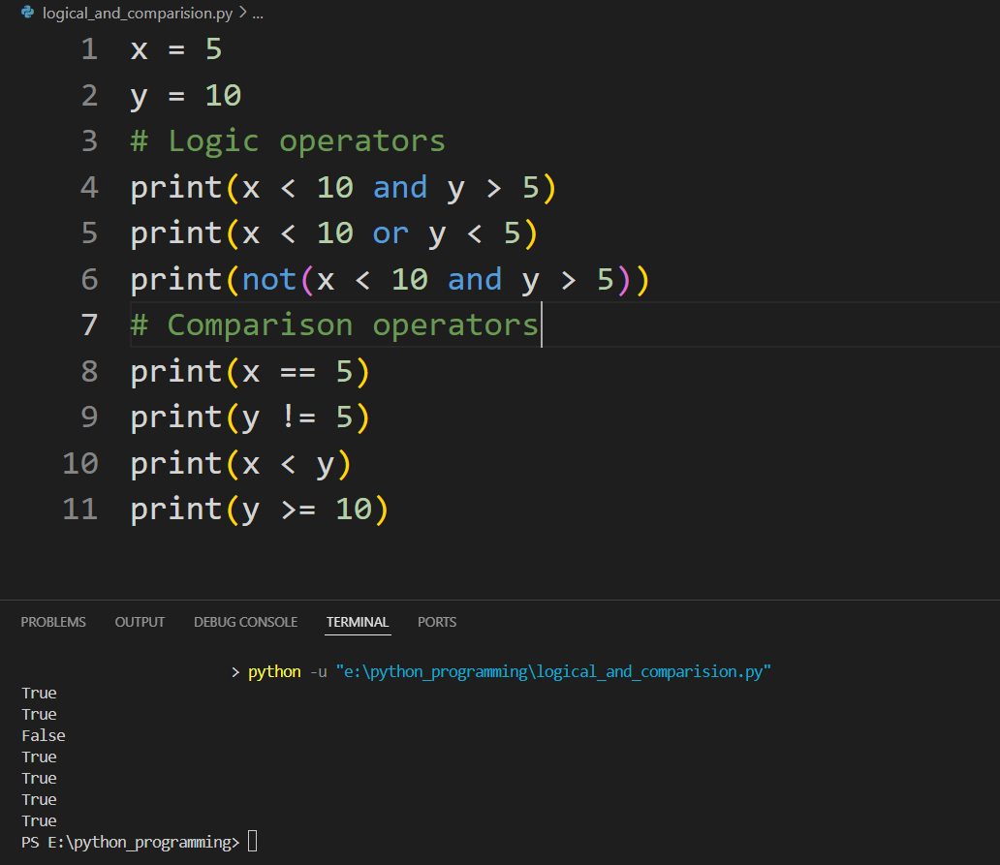 logical_and_comparision.py > ...
1 x = 5
2 y = 10
3 # Logic operators
4 print(x < 10 and y > 5)
5 print(x < 10 or y < 5)
6 print(not(x < 10 and y > 5))
7 # Comparison operators
8 print(x == 5)
9 print(y != 5)
10 print(x < y)
11 print(y >= 10)
PROBLEMS OUTPUT DEBUG CONSOLE TERMINAL PORTS
> python -u "e:\python_programming\logical_and_comparision.py"
True
True
False
True
True
True
True
PS E:\python_programming>